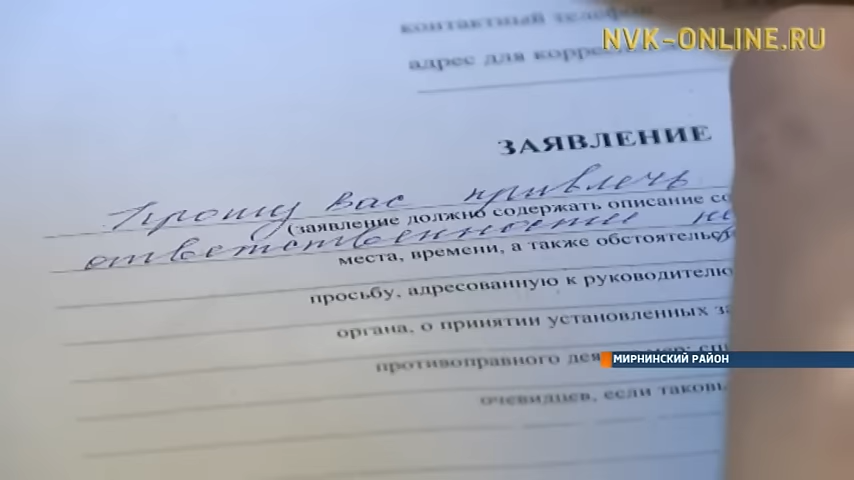 NVK-ONLINE.RU
контактный телефон
адрес для корре
ЗАЯВЛЕНИЕ
Прошу вас привлечь
(заявление должно содержать описание со
ответственности
места, времени, а также обстоятельс
просьбу, адресованную к руководителю
органа, о принятии установленных за
противоправного дея
очевидцев, если таковы
МИРНИНСКИЙ РАЙОН